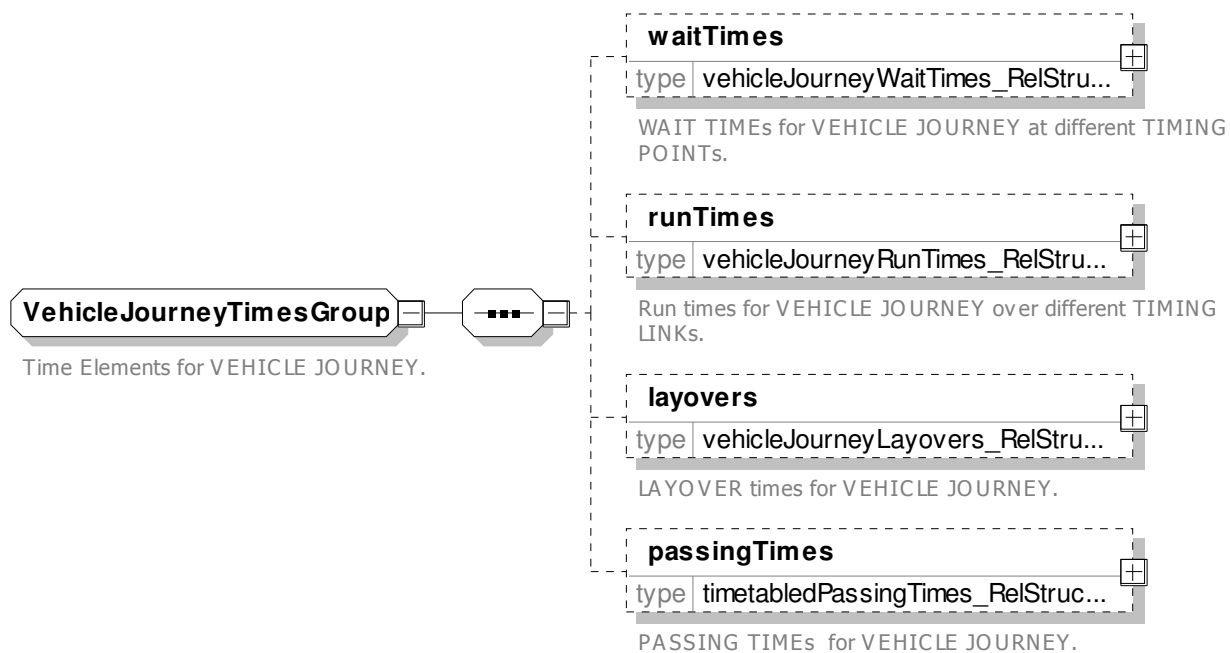 waitTimes
type vehicleJourneyWaitTimes_RelStru...
WAIT TIMEs for VEHICLE JOURNEY at different TIMING
POINTs.
runTimes
type vehicleJourneyRunTimes_RelStru...
Run times for VEHICLE JOURNEY over different TIMING
LINKs.
VehicleJourneyTimesGroup
Time Elements for VEHICLE JOURNEY.
layovers
type vehicleJourneyLayovers_RelStru...
LAYOVER times for VEHICLE JOURNEY.
passingTimes
type timetabledPassingTimes_RelStruc...
PASSING TIMEs for VEHICLE JOURNEY.